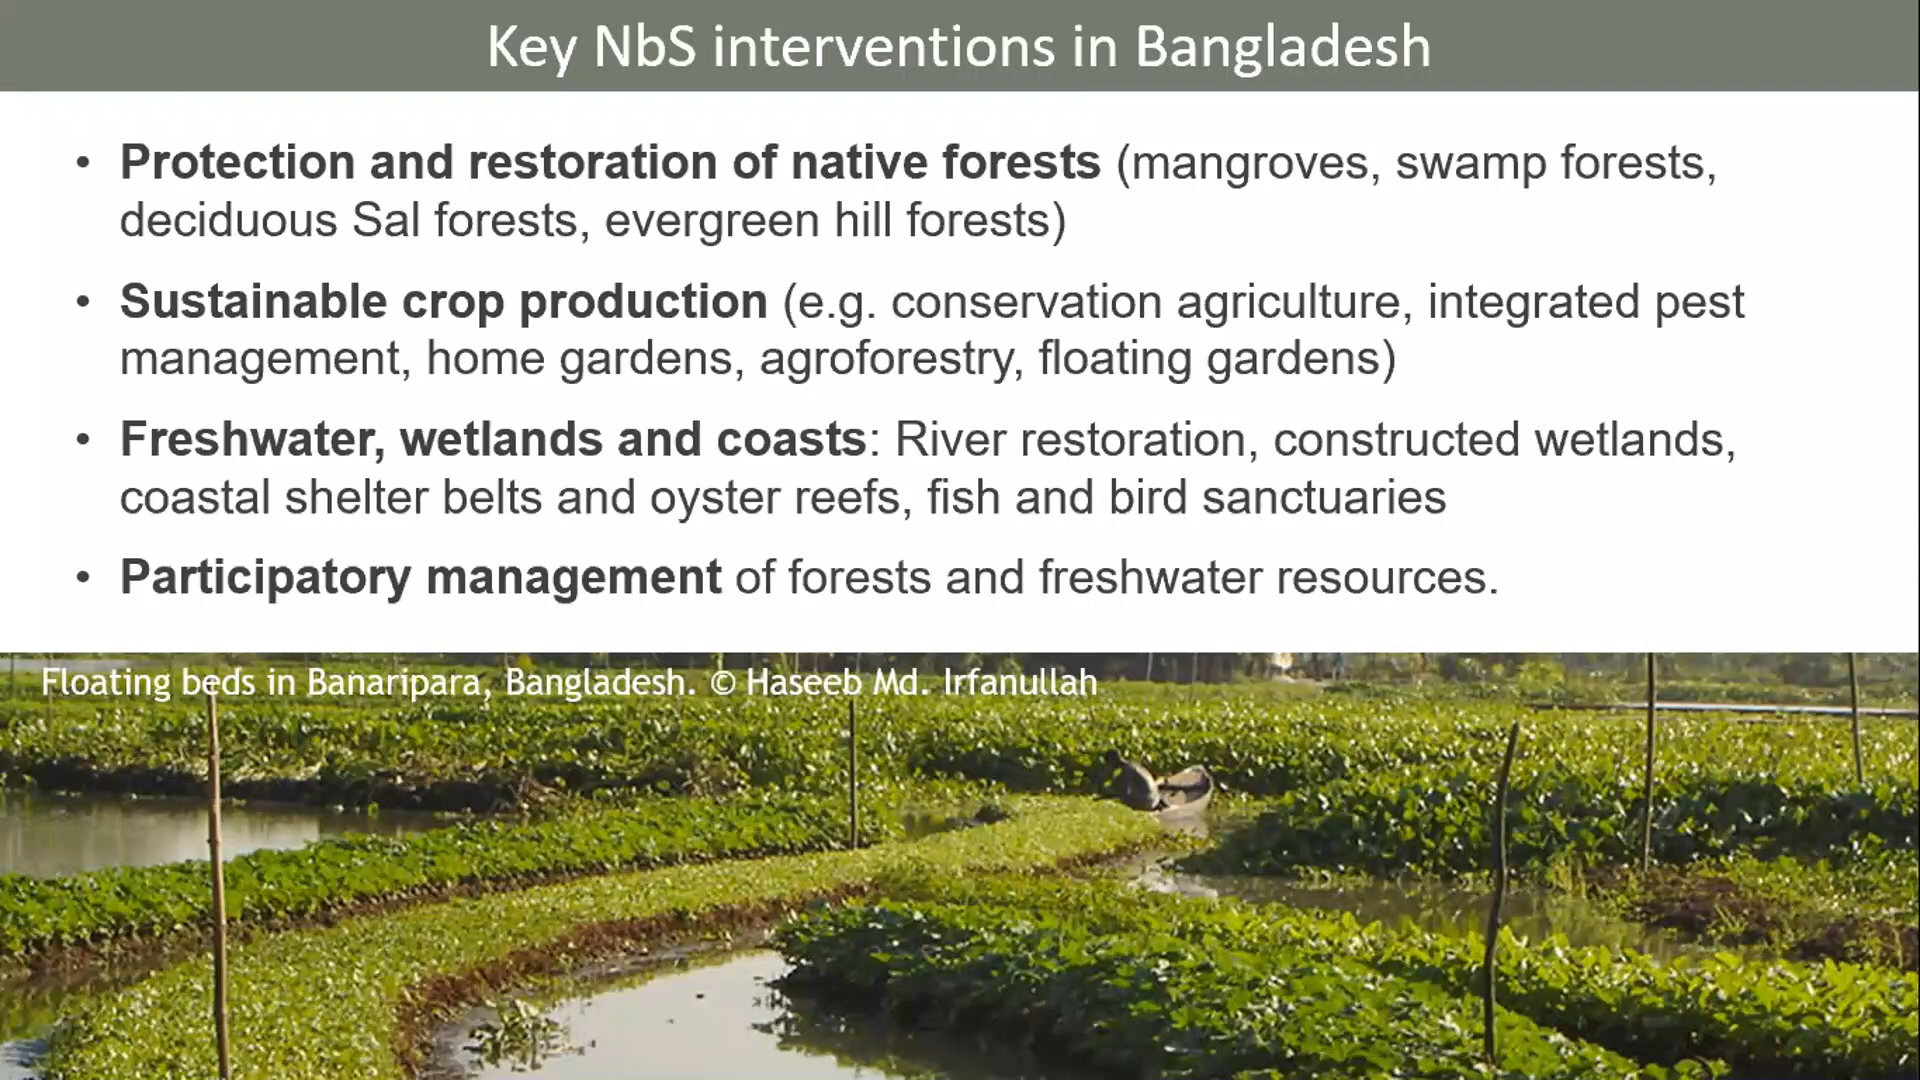 Key NbS interventions in Bangladesh
• Protection and restoration of native forests (mangroves, swamp forests,
deciduous Sal forests, evergreen hill forests)
• Sustainable crop production (e.g. conservation agriculture, integrated pest
management, home gardens, agroforestry, floating gardens)
• Freshwater, wetlands and coasts: River restoration, constructed wetlands,
coastal shelter belts and oyster reefs, fish and bird sanctuaries
• Participatory management of forests and freshwater resources.
Floating beds in Banaripara, Bangladesh. © Haseeb Md. Irfanullah